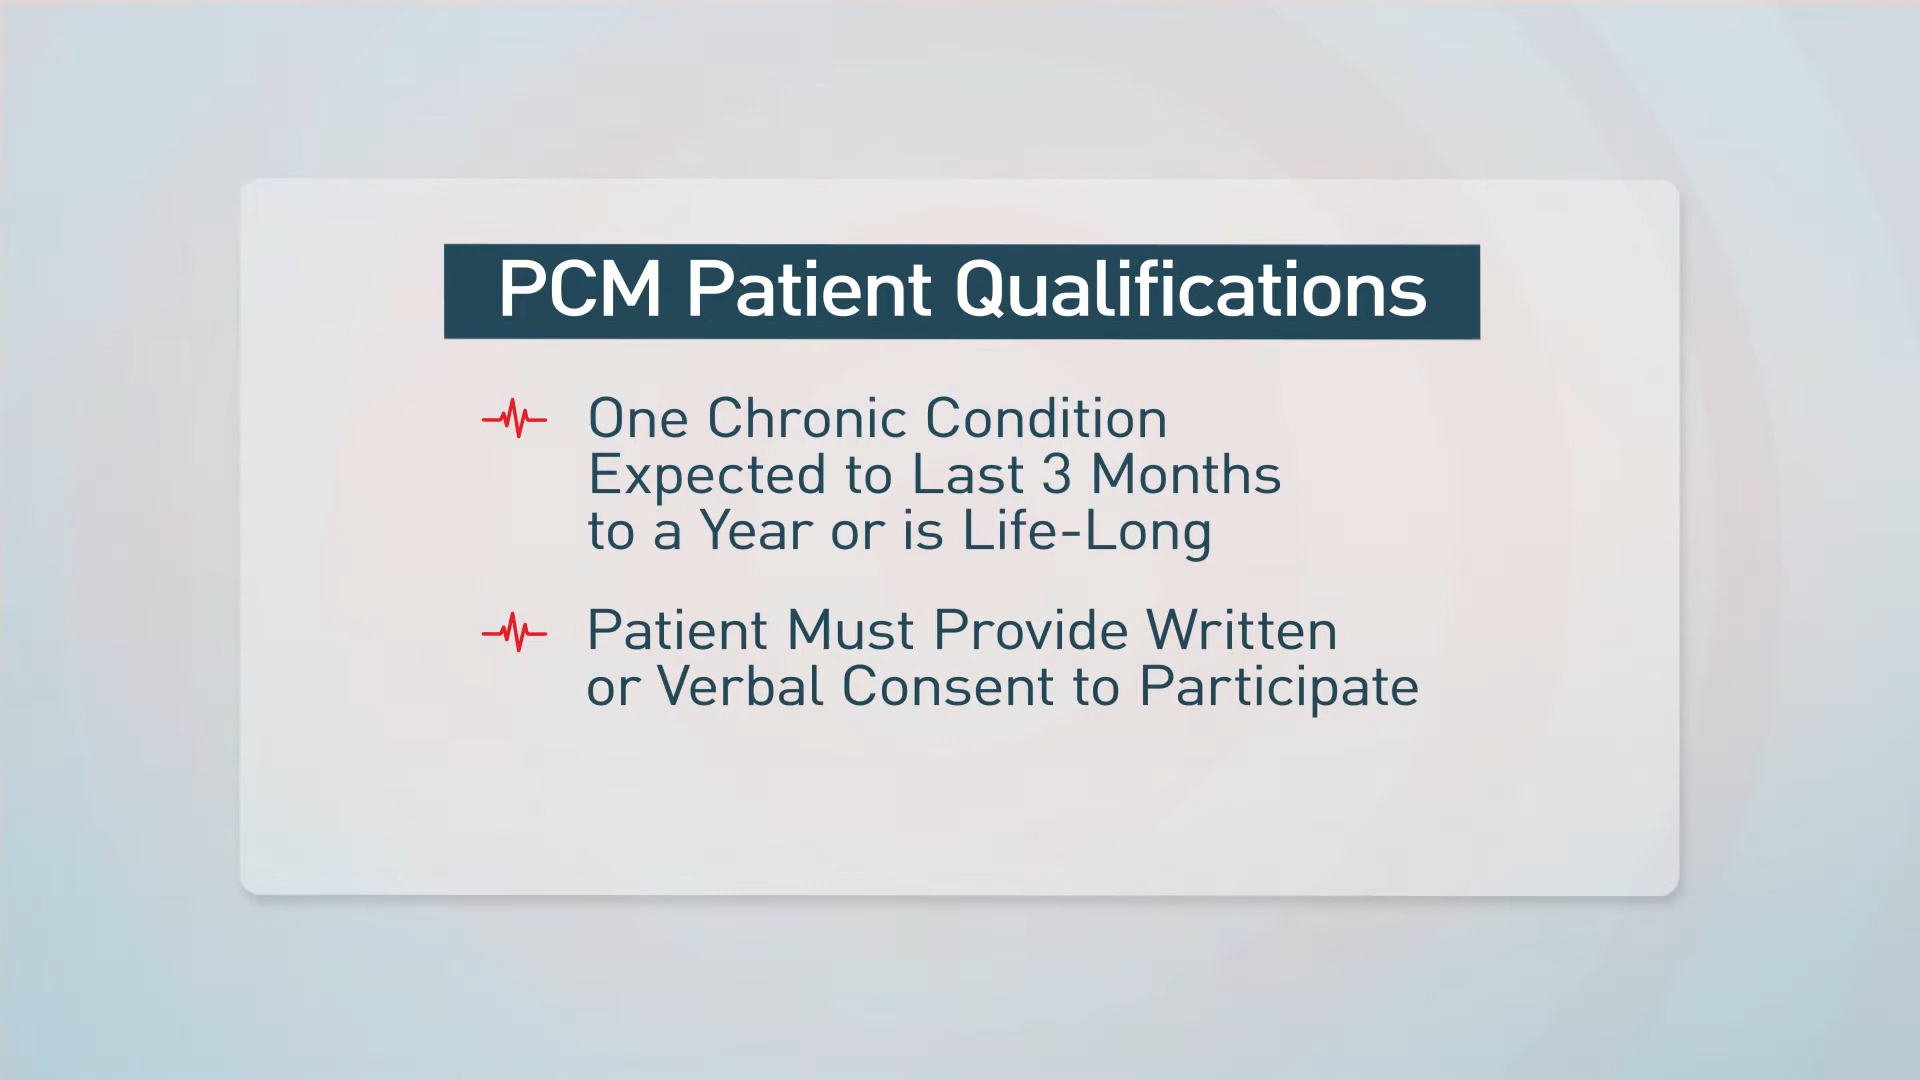 PCM Patient Qualifications
One Chronic Condition
Expected to Last 3 Months
to a Year or is Life-Long
Patient Must Provide Written
or Verbal Consent to Participate